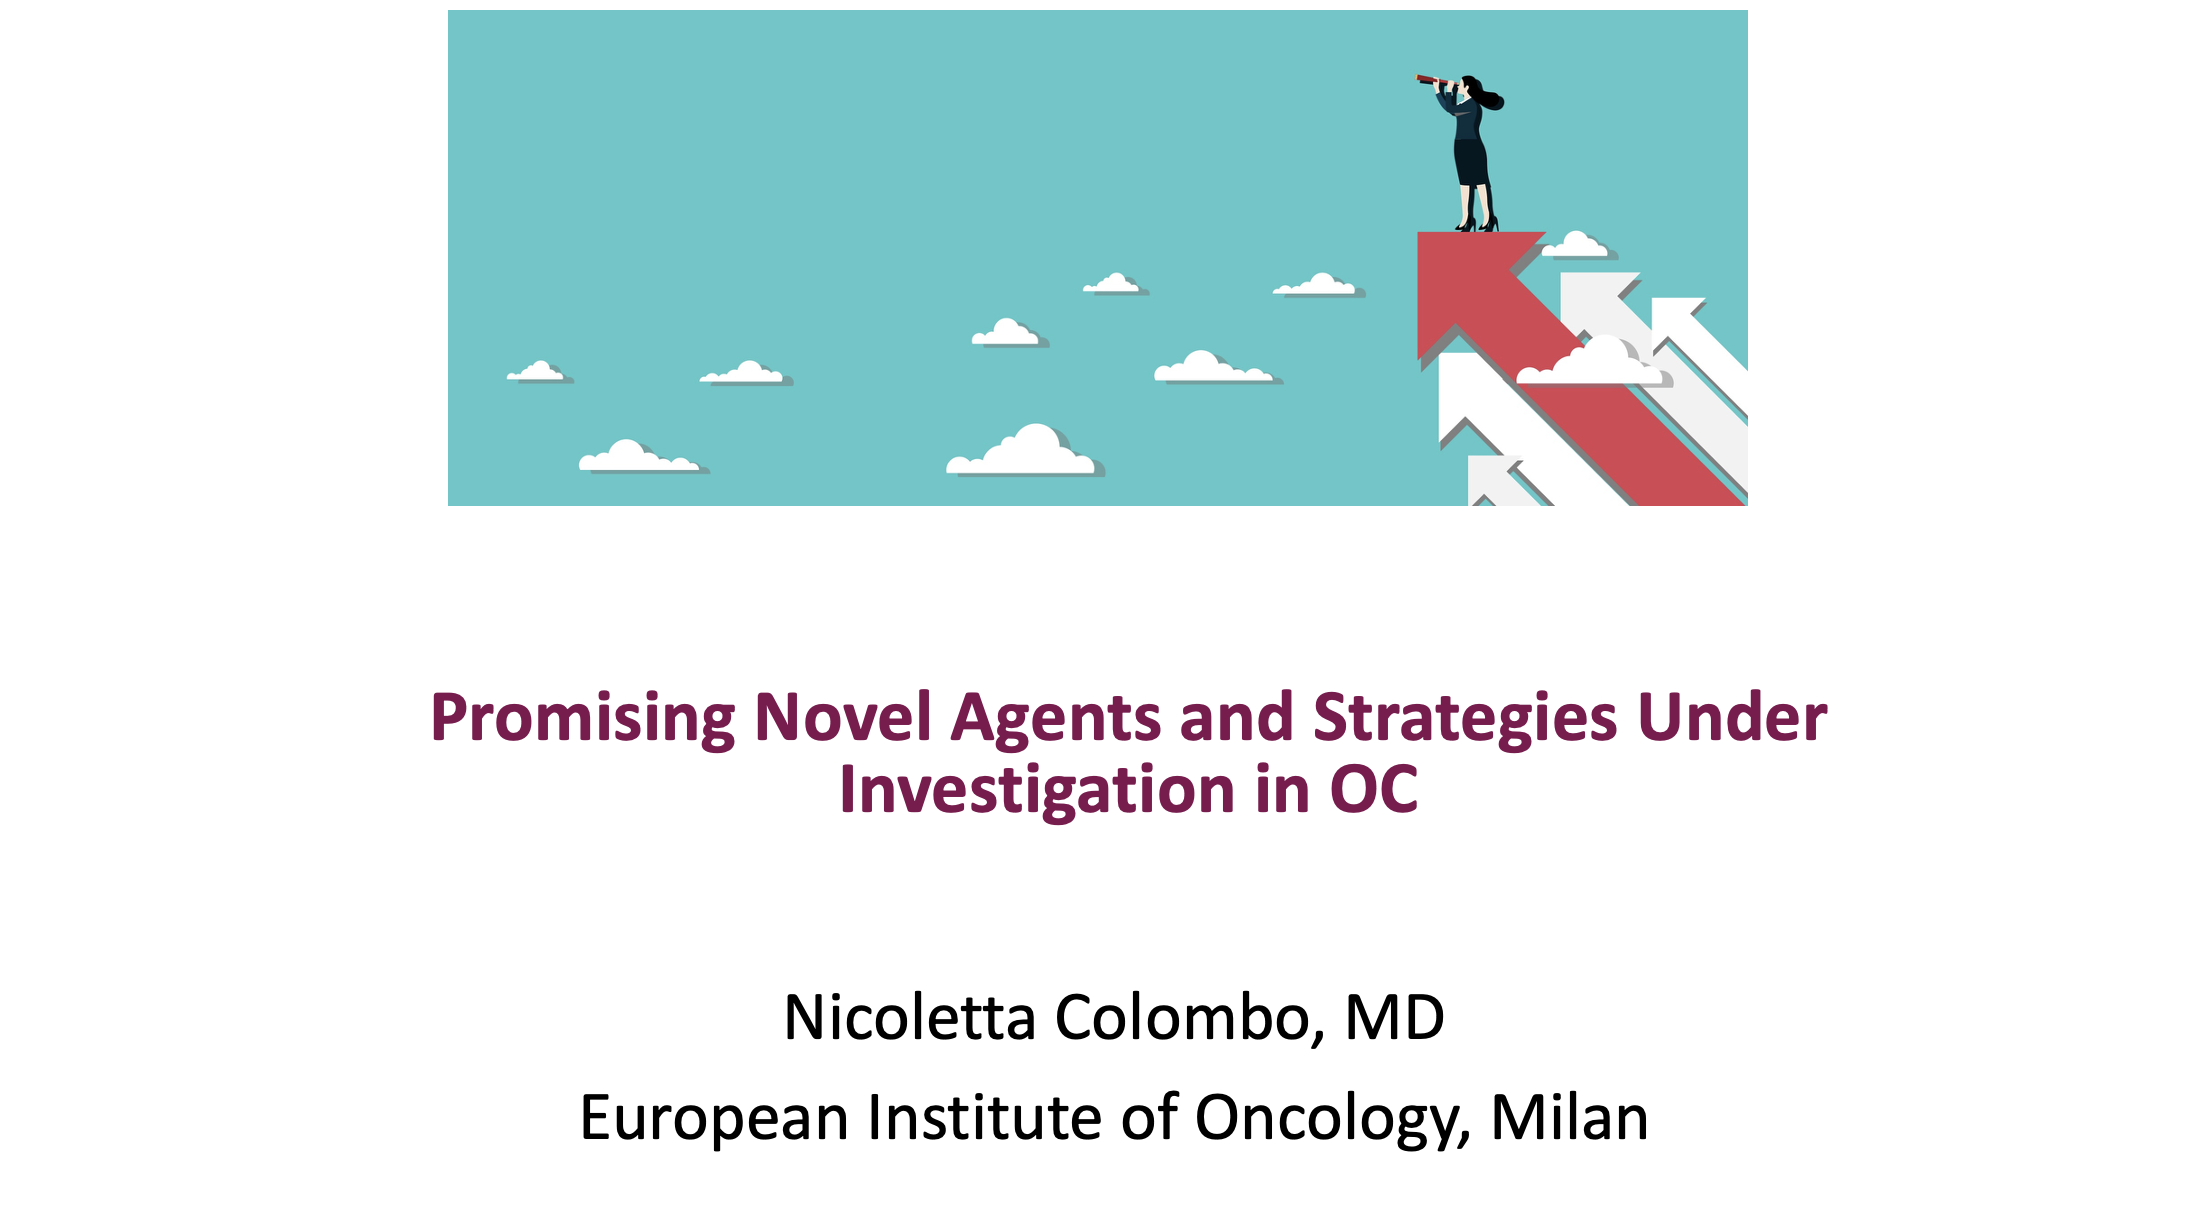 Promising Novel Agents and Strategies Under
Investigation in OC
Nicoletta Colombo, MD
European Institute of Oncology, Milan